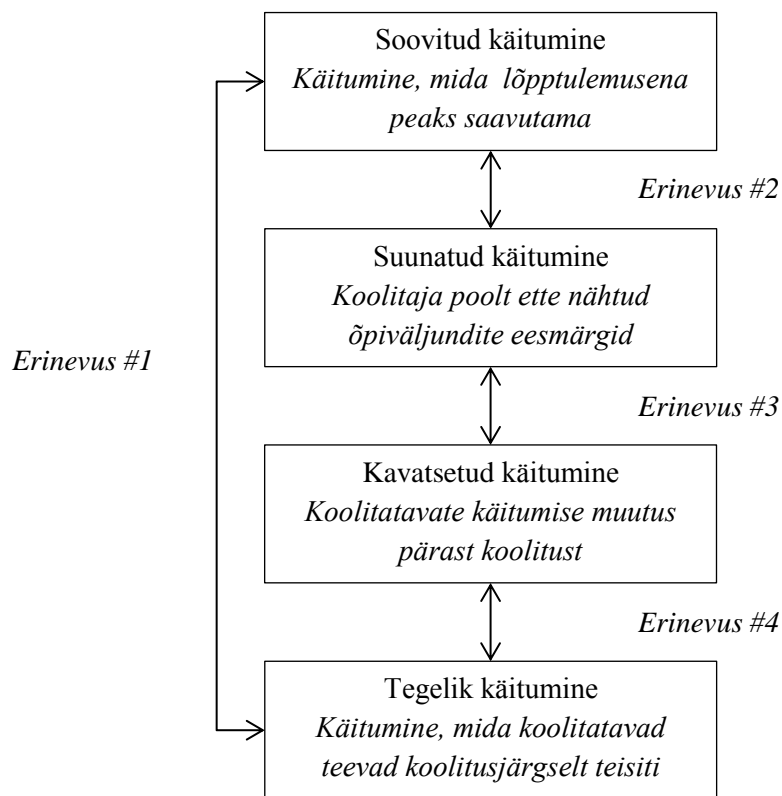 Soovitud käitumine
Käitumine, mida lõpptulemusena
peaks saavutama
Erinevus #2
Suunatud käitumine
Koolitaja poolt ette nähtud
õpiväljundite eesmärgid
Erinevus #1
Erinevus #3
Kavatsetud käitumine
Koolitatavate käitumise muutus
pärast koolitust
Erinevus #4
Tegelik käitumine
Käitumine, mida koolitatavad
teevad koolitusjärgselt teisiti